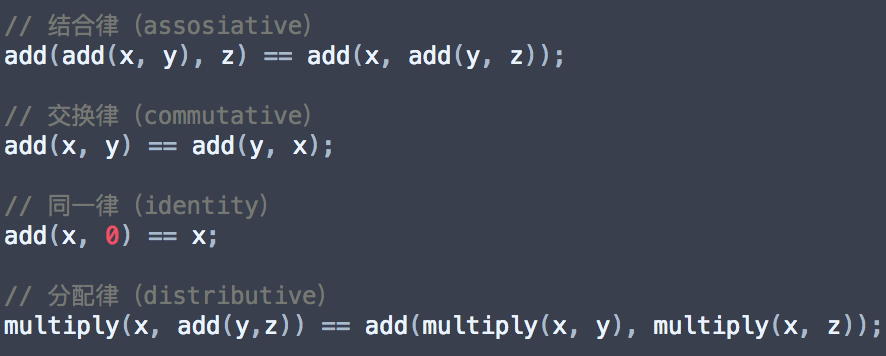 // 结合律（assosiative）
add(add(x, y), z) == add(x, add(y, z));
// 交换律（commutative）
add(x, y) == add(y, x);
// 同一律（identity）
add(x, 0) == x;
// 分配律（distributive）
multiply(x, add(y,z)) == add(multiply(x, y), multiply(x, z));